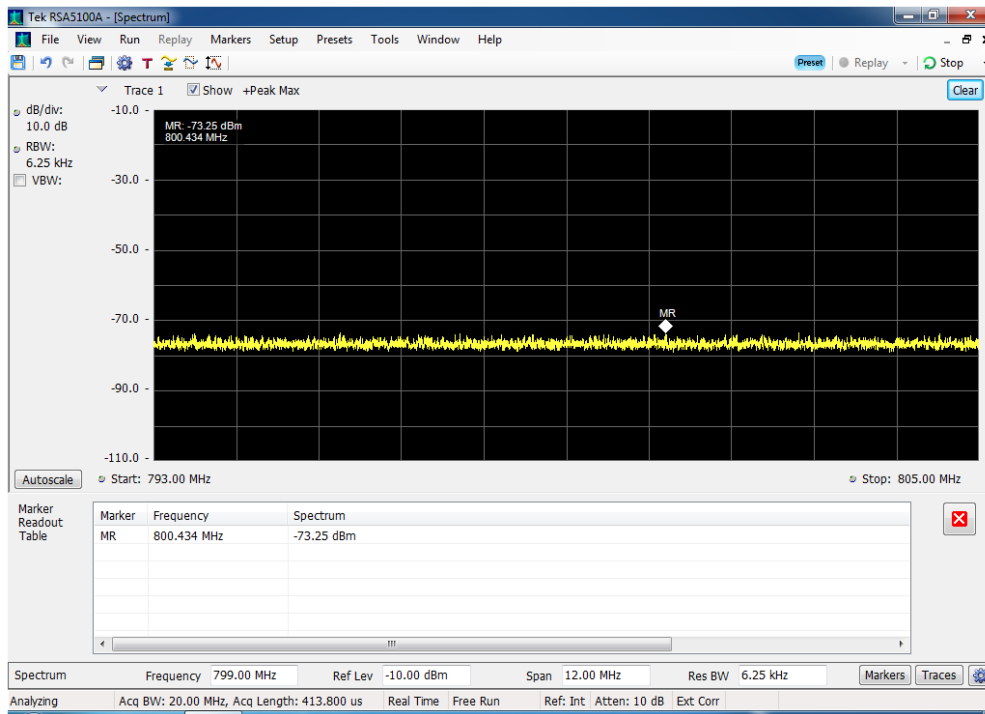 Tek RSA5100A - [Spectrum]
File View Run Replay Markers Setup Presets Tools Window Help
T Preset Replay Stop
Trace 1 Show +Peak Max Clear
dB/div:
10.0 dB
RBW:
6.25 kHz
VBW:
-10.0
MR: -73.25 dBm
800.434 MHz
-30.0
-50.0
-70.0
MR
-90.0
-110.0
Autoscale Start: 793.00 MHz Stop: 805.00 MHz
Marker
Readout
Table
Marker Frequency Spectrum
MR 800.434 MHz -73.25 dBm
Spectrum Frequency 799.00 MHz Ref Lev -10.00 dBm Span 12.00 MHz Res BW 6.25 kHz Markers Traces
Analyzing Acq BW: 20.00 MHz, Acq Length: 413.800 us Real Time Free Run Ref: Int Atten: 10 dB Ext Corr